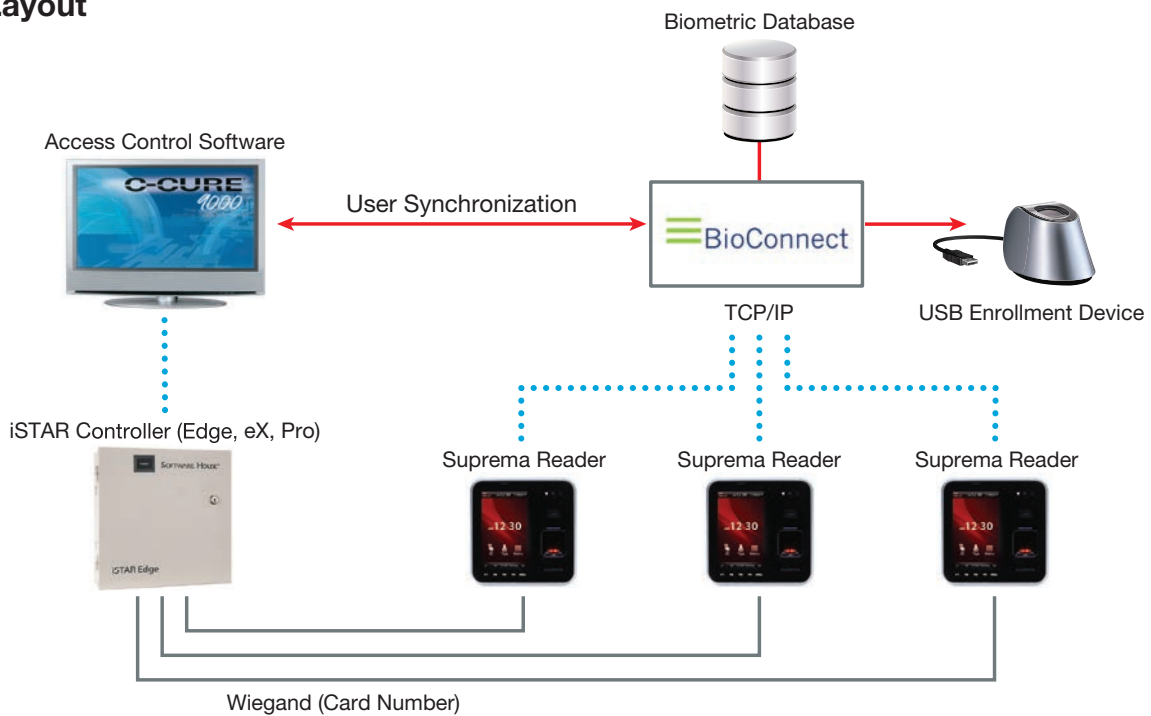 Layout
Biometric Database
Access Control Software
C-CURE
9000
User Synchronization
BioConnect
TCP/IP
USB Enrollment Device
iSTAR Controller (Edge, eX, Pro)
SOFTWARE HOUSE
iSTAR Edge
Suprema Reader
Suprema Reader
Suprema Reader
12:30
12:30
12:30
Wiegand (Card Number)